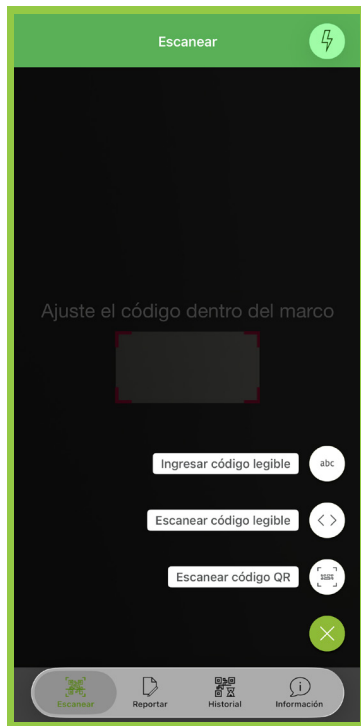 Escanear
Ajuste el código dentro del marco
Ingresar código legible
abc
Escanear código legible
Escanear código QR
Escanear
Reportar
Historial
Información